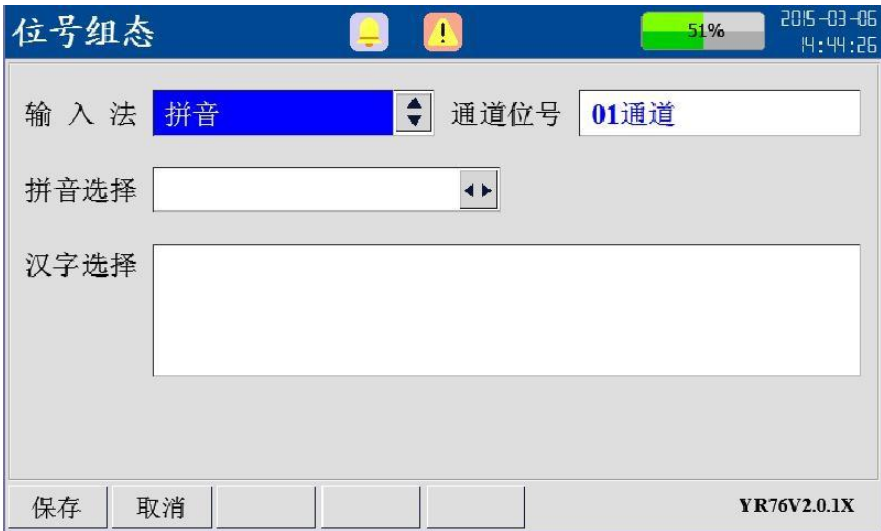 位号组态
51%
2015-03-06
14:44:26
输入法 拼音 通道位号 01通道
拼音选择
汉字选择
保存 取消 YR76V2.0.1X